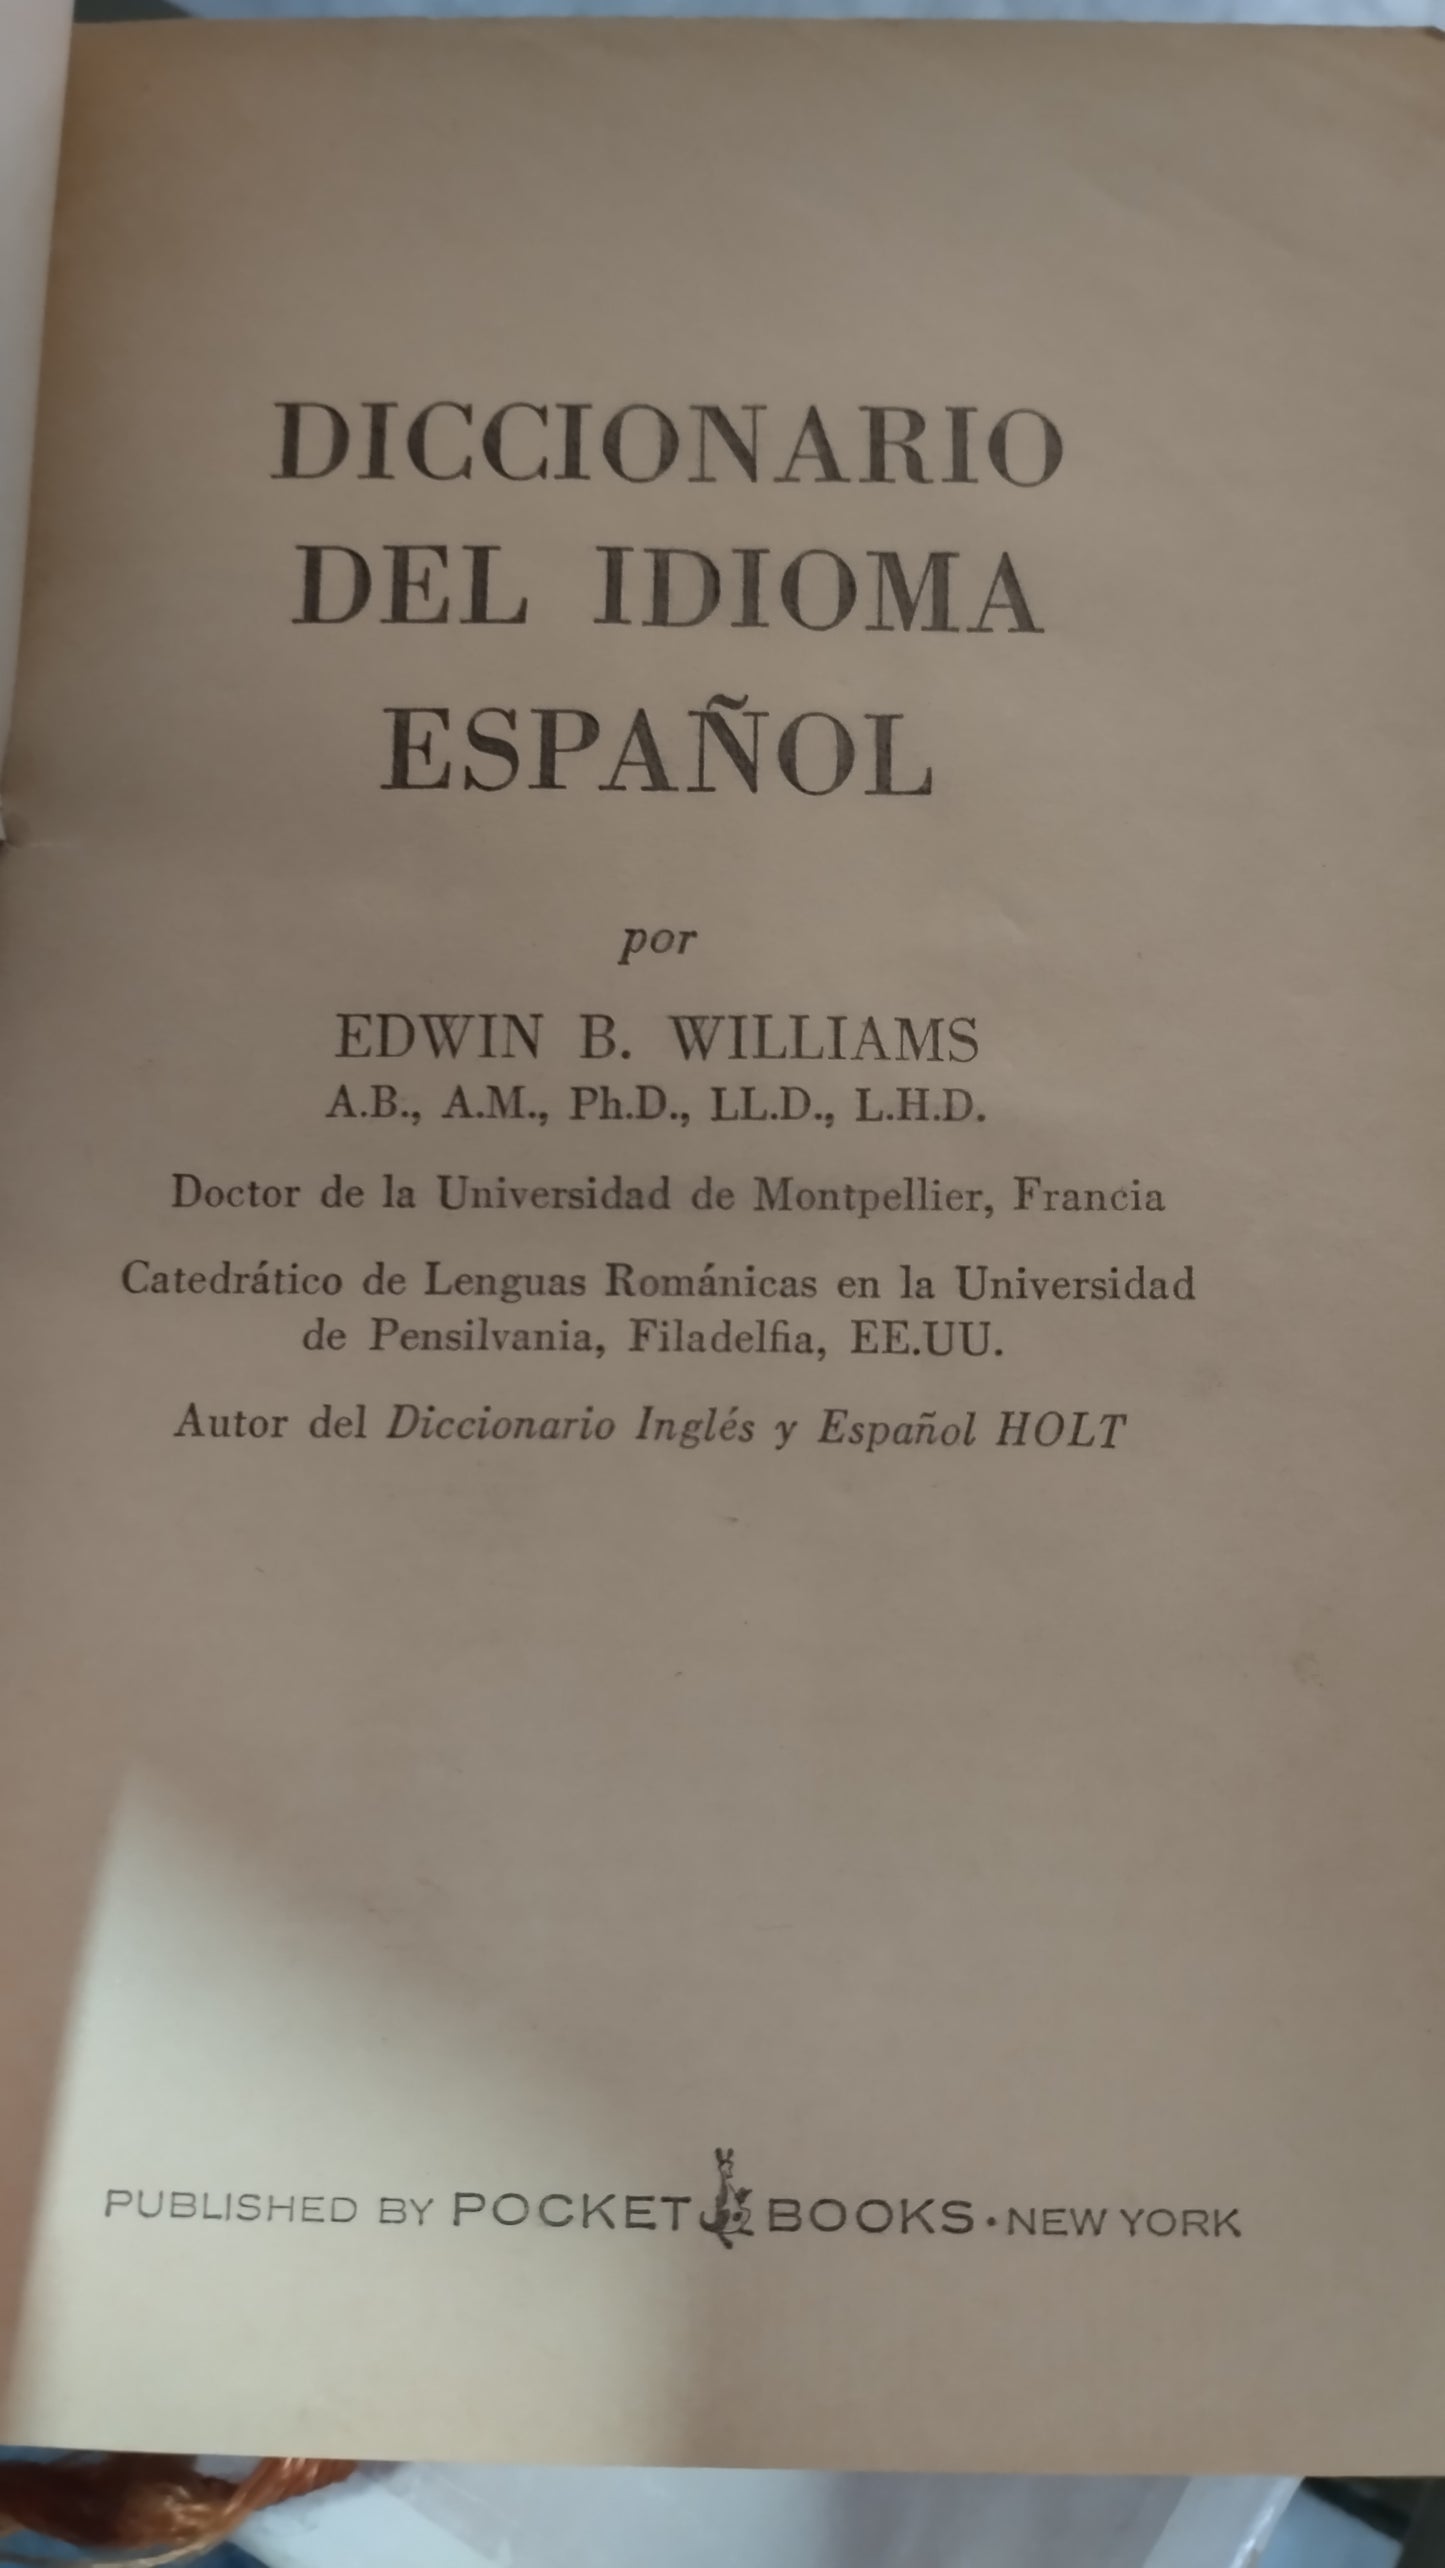 DICCIONARIO
DEL IDIOMA
ESPAÑOL
por
EDWIN B. WILLIAMS
A.B., A.M., Ph.D., LL.D., L.H.D.
Doctor de la Universidad de Montpellier, Francia
Catedrático de Lenguas Románicas en la Universidad
de Pensilvania, Filadelfia, EE.UU.
Autor del Diccionario Inglés y Español HOLT
PUBLISHED BY POCKET BOOKS • NEW YORK